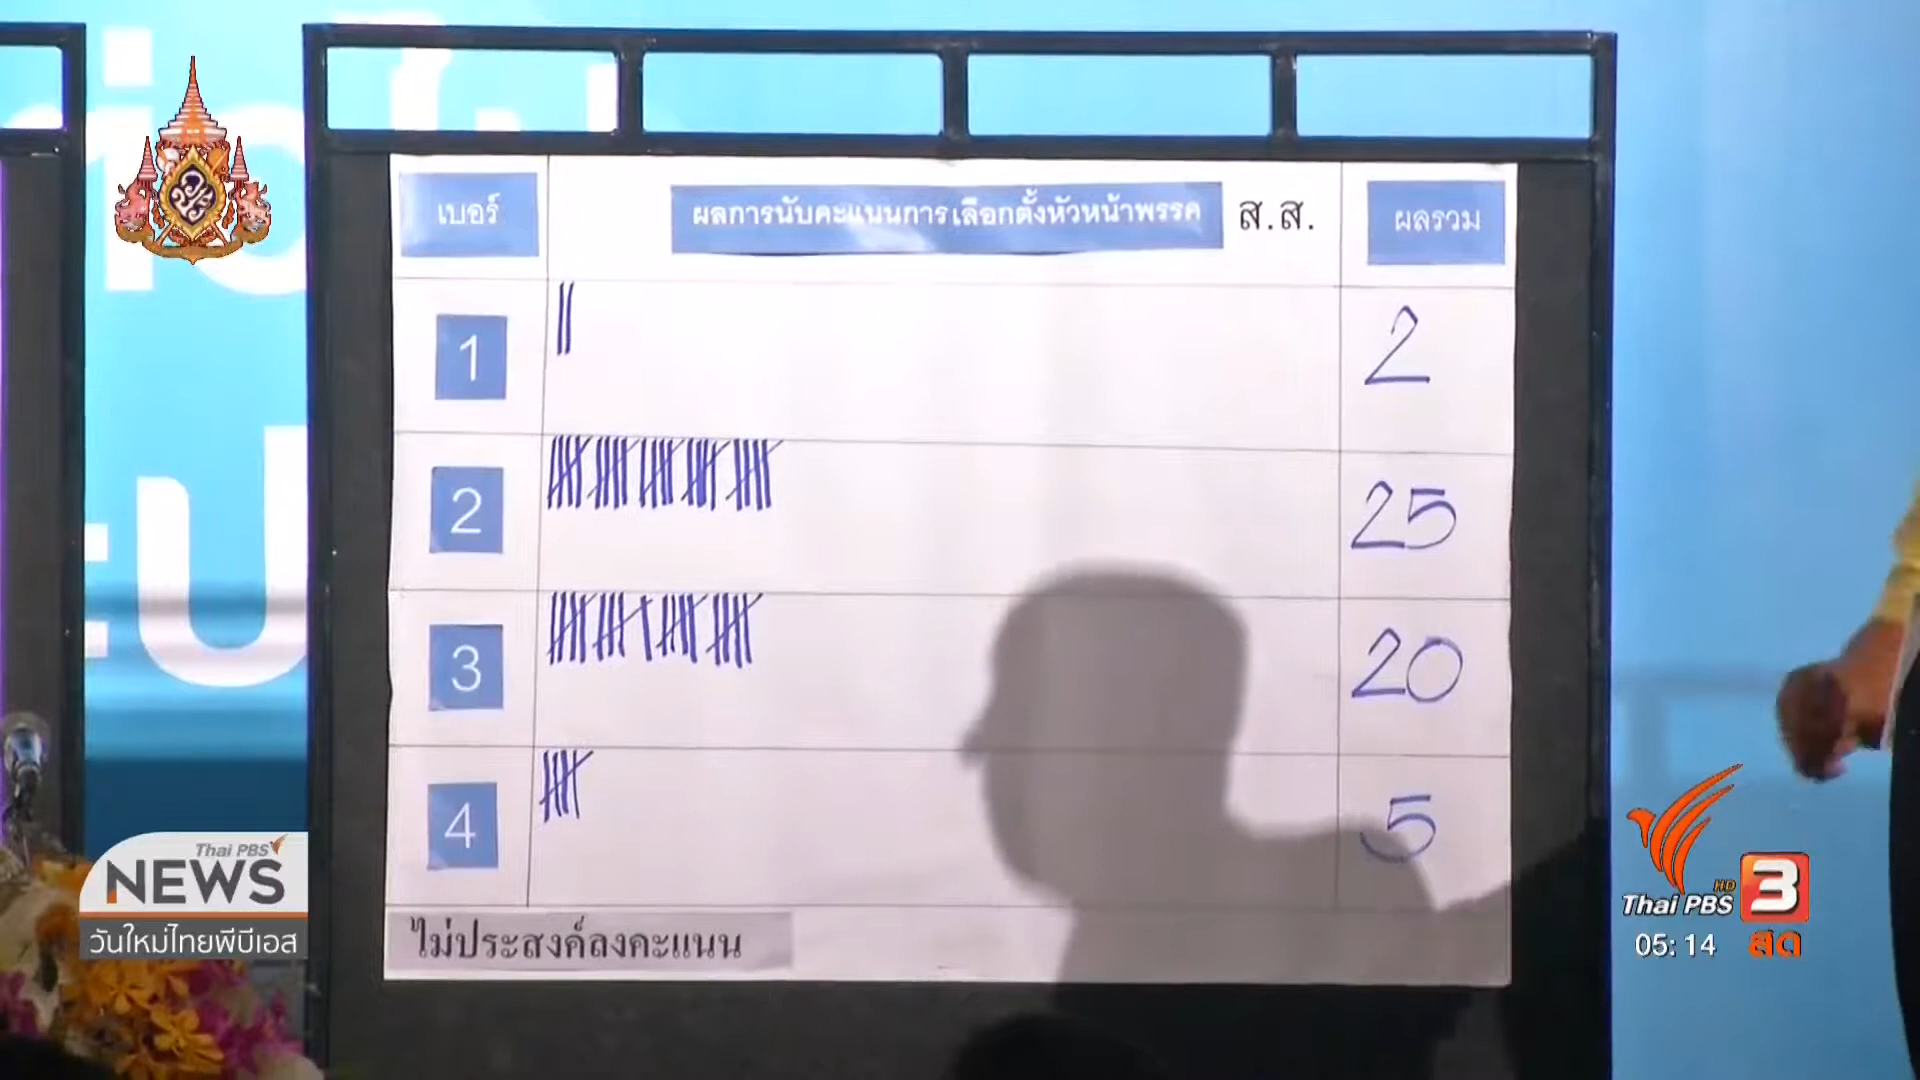 เบอร์ ผลการนับคะแนนการเลือกตั้งหัวหน้าพรรค ส.ส. ผลรวม
1 2
2 25
3 20
4 5
ไม่ประสงค์ลงคะแนน
Thai PBS
NEWS
วันใหม่ไทยพีบีเอส
HD
Thai PBS 3
05:14 สด